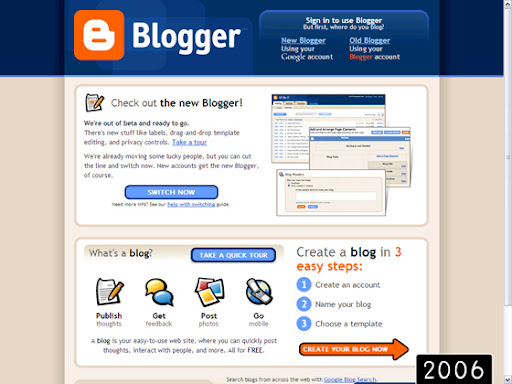 Blogger
Sign in to use Blogger
But first, where do you blog?
New Blogger
Using your
Google account
Old Blogger
Using your
Blogger account
Check out the new Blogger!
We're out of beta and ready to go.
There's new stuff like labels, drag-and-drop template
editing, and privacy controls. Take a tour
We're already moving some lucky people, but you can
cut the line and switch now. New accounts get the new Blogger,
of course.
SWITCH NOW
Need more info? See our help with switching guide.
What's a blog?
TAKE A QUICK TOUR
Publish
thoughts
Get
feedback
Post
photos
Go
mobile
A blog is your easy-to-use web site, where you can quickly post
thoughts, interact with people, and more. All for FREE.
Create a blog in 3
easy steps:
1 Create an account
2 Name your blog
3 Choose a template
CREATE YOUR BLOG NOW
Search blogs from across the web with Google Blog Search.
2006